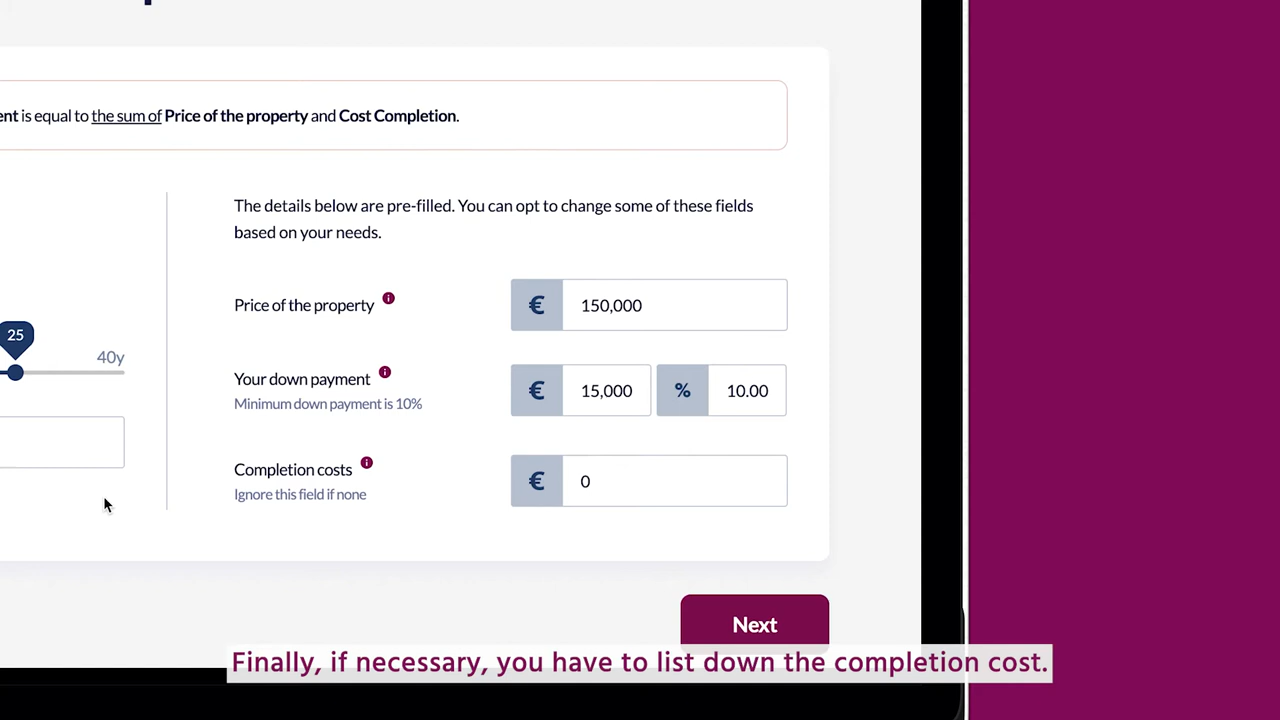 ent is equal to the sum of Price of the property and Cost Completion.
The details below are pre-filled. You can opt to change some of these fields
based on your needs.
25
40y
Price of the property
€ 150,000
Your down payment
Minimum down payment is 10%
€ 15,000 % 10.00
Completion costs
Ignore this field if none
€ 0
Next
Finally, if necessary, you have to list down the completion cost.